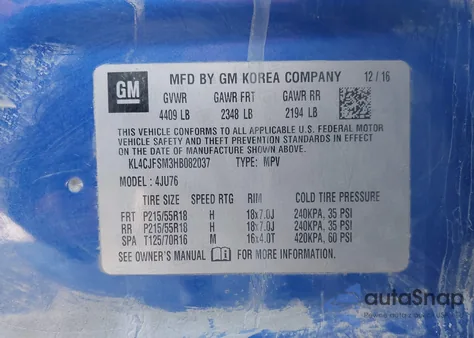 GM
MFD BY GM KOREA COMPANY 12/16
GVWR GAWR FRT GAWR RR
4409 LB 2348 LB 2194 LB
THIS VEHICLE CONFORMS TO ALL APPLICABLE U.S. FEDERAL MOTOR
VEHICLE SAFETY AND THEFT PREVENTION STANDARDS IN EFFECT
ON THE DATE OF MANUFACTURE SHOWN ABOVE.
KL4CJFSM3HB082037 TYPE: MPV
MODEL: 4JU76
TIRE SIZE SPEED RTG RIM COLD TIRE PRESSURE
FRT P215/55R18 H 18x7.0J 240KPA, 35 PSI
RR P215/55R18 H 18x7.0J 240KPA, 35 PSI
SPA T125/70R16 M 16x4.0T 420KPA, 60 PSI
SEE OWNER'S MANUAL FOR MORE INFORMATION.
autoSnap